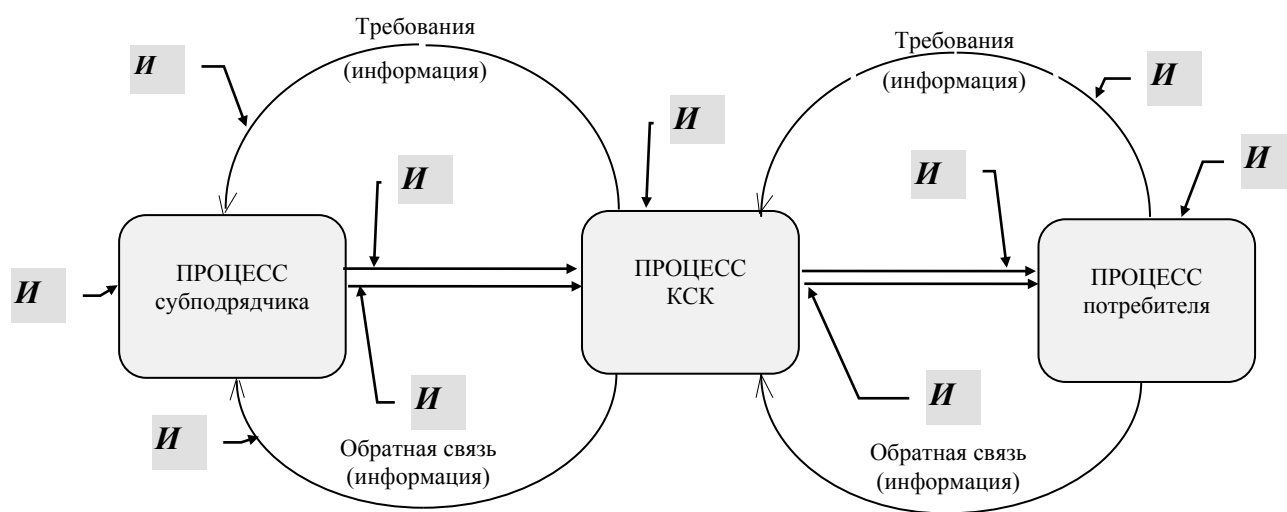 Требования
(информация)
Требования
(информация)
И
И
И
И
И
И
И
ПРОЦЕСС
субподрядчика
ПРОЦЕСС
КСК
ПРОЦЕСС
потребителя
И
И
И
И
Обратная связь
(информация)
Обратная связь
(информация)